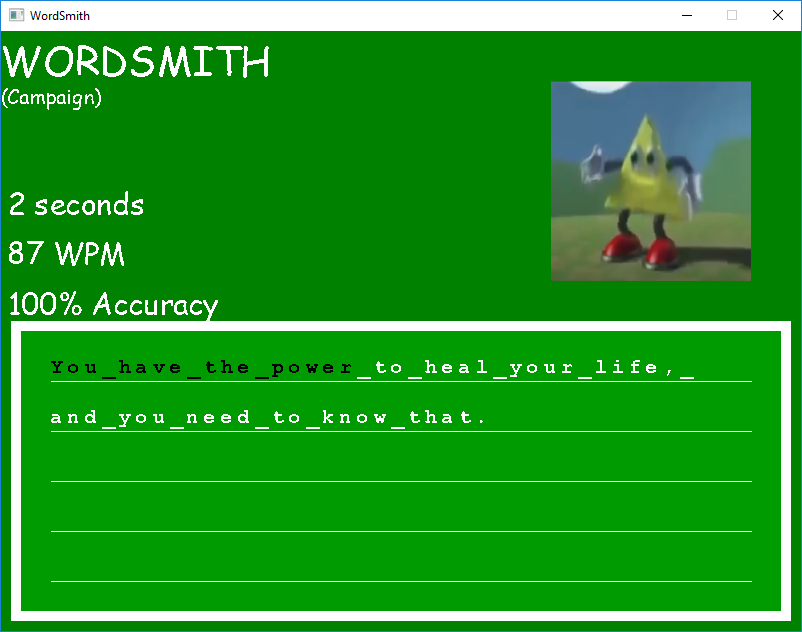 WordSmith
WORDSMITH
(Campaign)
2 seconds
87 WPM
100% Accuracy
You_have_the_power_to_heal_your_life,_
and_you_need_to_know_that.